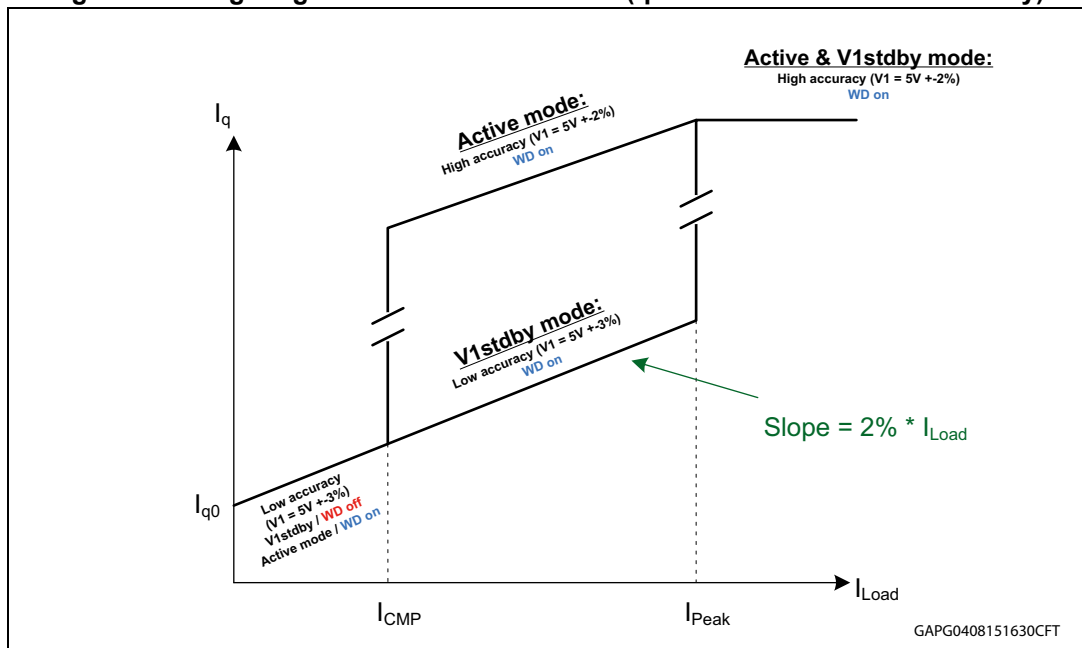 Active & V1stdby mode:
High accuracy (V1 = 5V +-2%)
WD on
Iq
Active mode:
High accuracy (V1 = 5V +-2%)
WD on
V1stdby mode:
Low accuracy (V1 = 5V +-3%)
WD on
Slope = 2% * ILoad
Iq0
Low accuracy
(V1 = 5V +-3%)
V1stdby / WD off
Active mode / WD on
ICMP
IPeak
ILoad
GAPG0408151630CFT